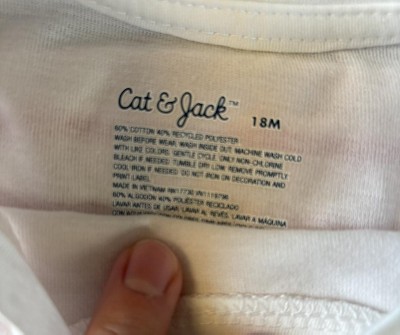 Cat & Jack™ 18M
60% COTTON 40% RECYCLED POLYESTER
WASH BEFORE WEAR. WASH INSIDE OUT. MACHINE WASH COLD
WITH LIKE COLORS. GENTLE CYCLE. ONLY NON-CHLORINE
BLEACH IF NEEDED. TUMBLE DRY LOW. REMOVE PROMPTLY
COOL IRON IF NEEDED. DO NOT IRON ON DECORATION AND
PRINT LABEL.
MADE IN VIETNAM RN17730
60% ALGODÓN 40% POLIÉSTER RECICLADO
LAVAR ANTES DE USAR. LAVAR AL REVÉS. LAVAR A MÁQUINA